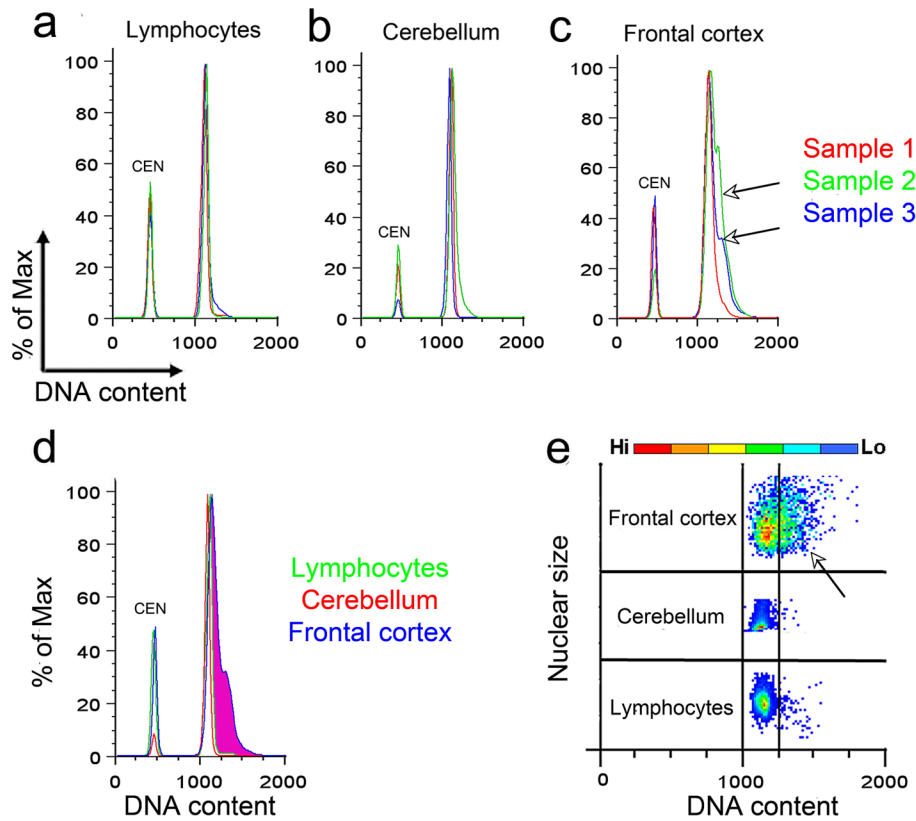 a
Lymphocytes
100
80
60
40
20
0
CEN
0
1000
2000
% of Max
DNA content
b
Cerebellum
100
80
60
40
20
0
CEN
0
1000
2000
c
Frontal cortex
100
80
60
40
20
0
CEN
0
1000
2000
Sample 1
Sample 2
Sample 3
d
% of Max
100
80
60
40
20
0
CEN
0
1000
2000
DNA content
Lymphocytes
Cerebellum
Frontal cortex
e
Hi
Lo
Nuclear size
Frontal cortex
Cerebellum
Lymphocytes
0
1000
2000
DNA content